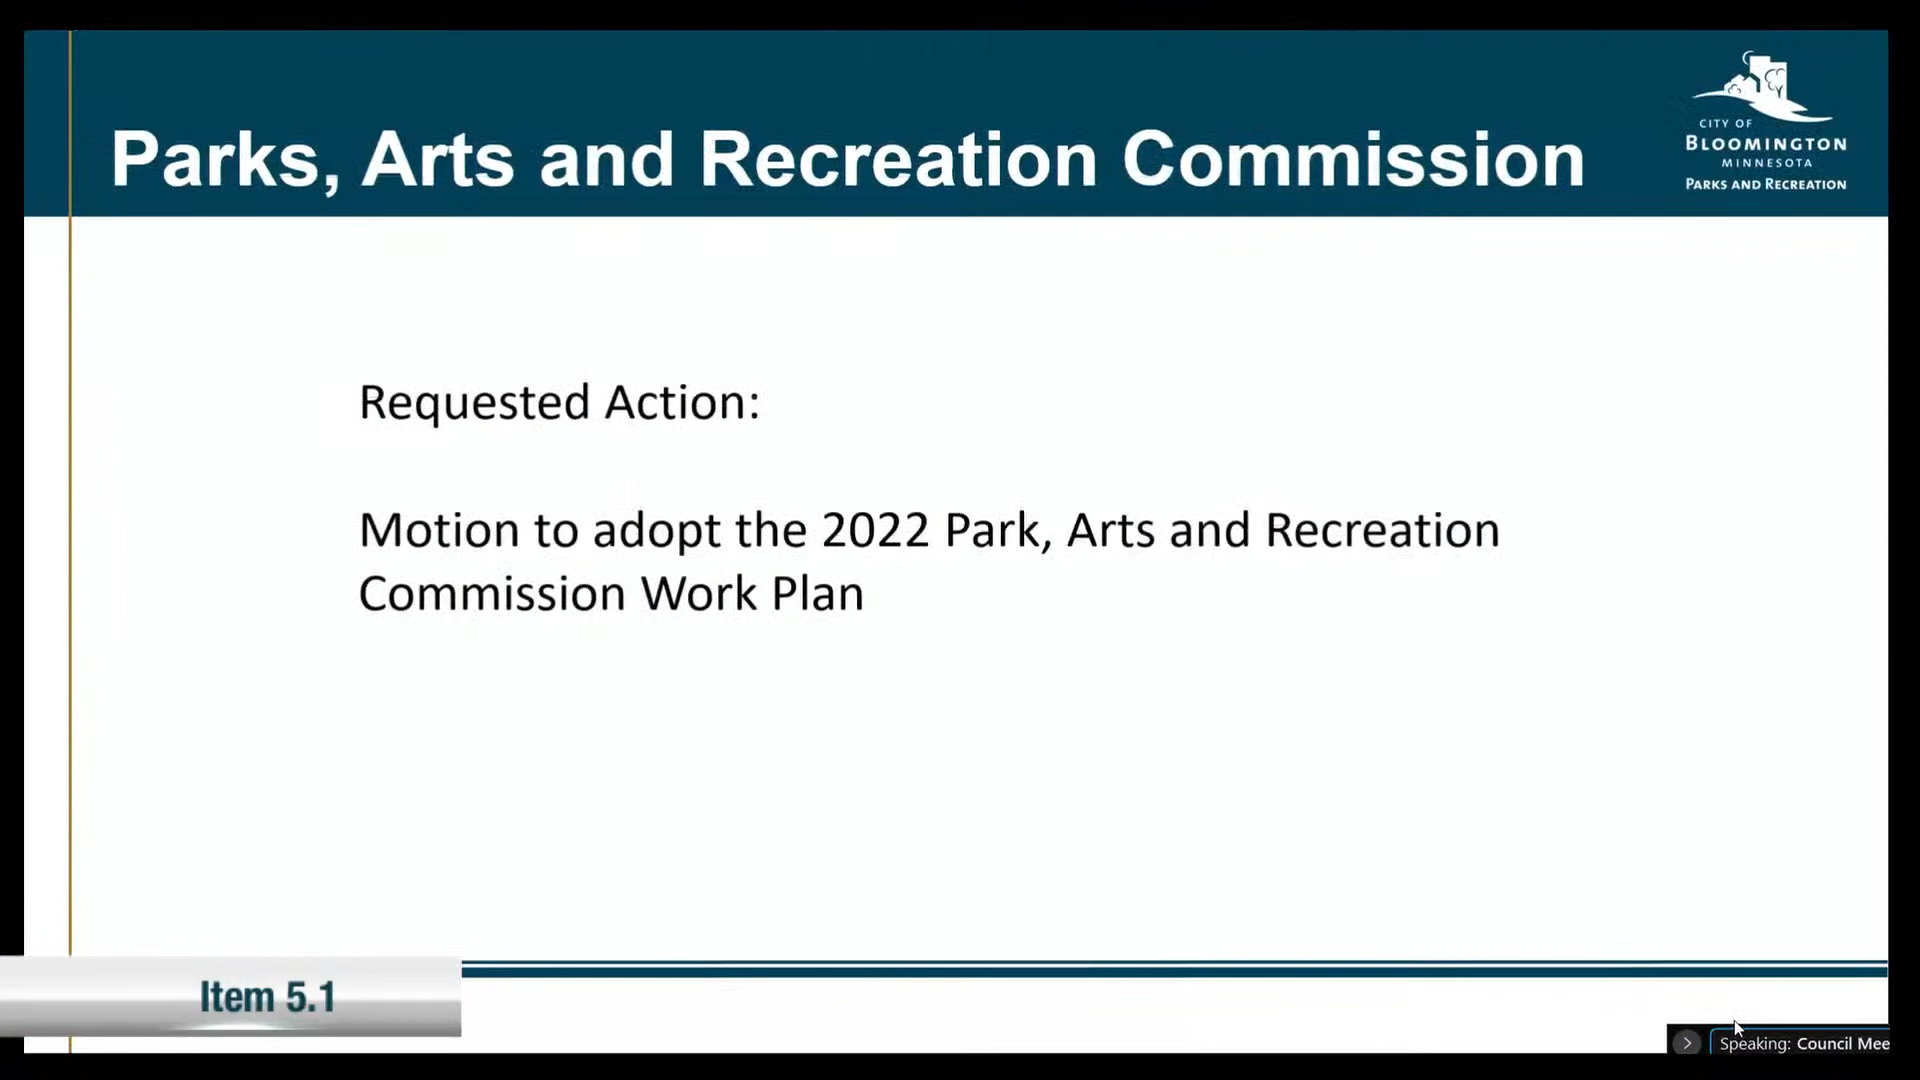 CITY OF
BLOOMINGTON
MINNESOTA
PARKS AND RECREATION
Parks, Arts and Recreation Commission
Requested Action:
Motion to adopt the 2022 Park, Arts and Recreation
Commission Work Plan
Item 5.1
Speaking: Council Mee